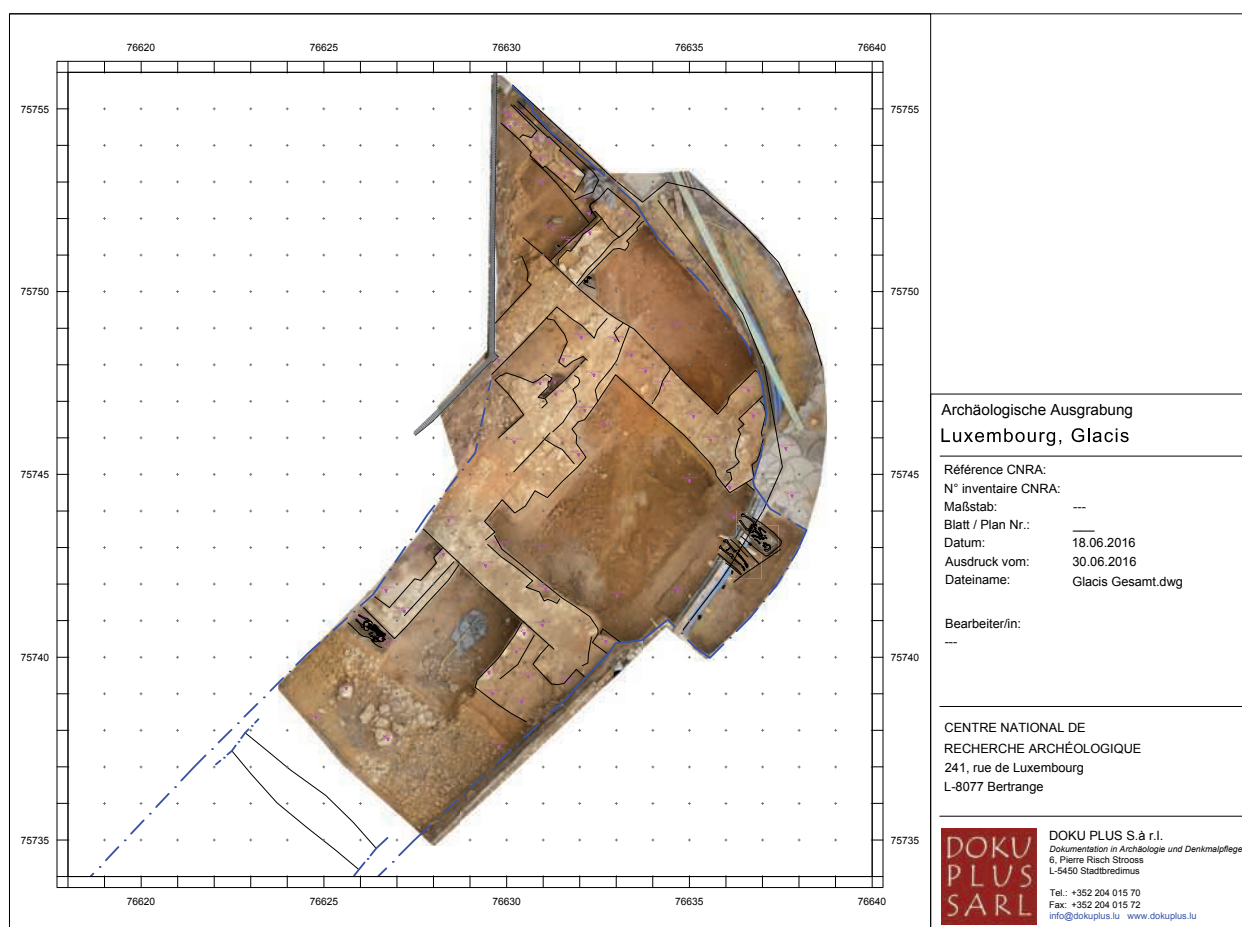 76620 76625 76630 76635 76640
75755 75755
75750 75750
75745 75745
75740 75740
75735 75735
76620 76625 76630 76635 76640
Archäologische Ausgrabung
Luxembourg, Glacis
Référence CNRA:
N° inventaire CNRA:
Maßstab: ---
Blatt / Plan Nr.: ___
Datum: 18.06.2016
Ausdruck vom: 30.06.2016
Dateiname: Glacis Gesamt.dwg
Bearbeiter/in:
---
CENTRE NATIONAL DE
RECHERCHE ARCHÉOLOGIQUE
241, rue de Luxembourg
L-8077 Bertrange
DOKU
PLUS
SARL
DOKU PLUS S.à r.l.
Dokumentation in Archäologie und Denkmalpflege
6, Pierre Risch Strooss
L-5450 Stadtbredimus
Tel.: +352 204 015 70
Fax: +352 204 015 72
info@dokuplus.lu www.dokuplus.lu